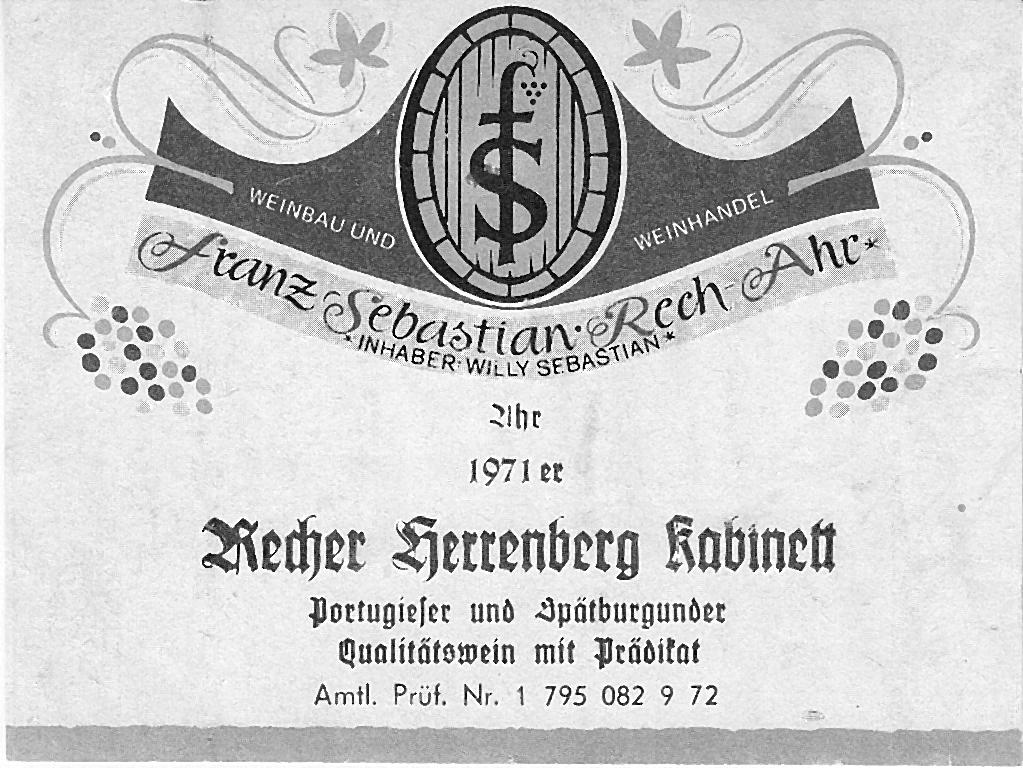 fS
WEINBAU UND WEINHANDEL
Franz Sebastian · Rech-Ahr*
* INHABER · WILLY SEBASTIAN *
Ahr
1971 er
Recher Herrenberg Kabinett
Portugieser und Spätburgunder
Qualitätswein mit Prädikat
Amtl. Prüf. Nr. 1 795 082 9 72